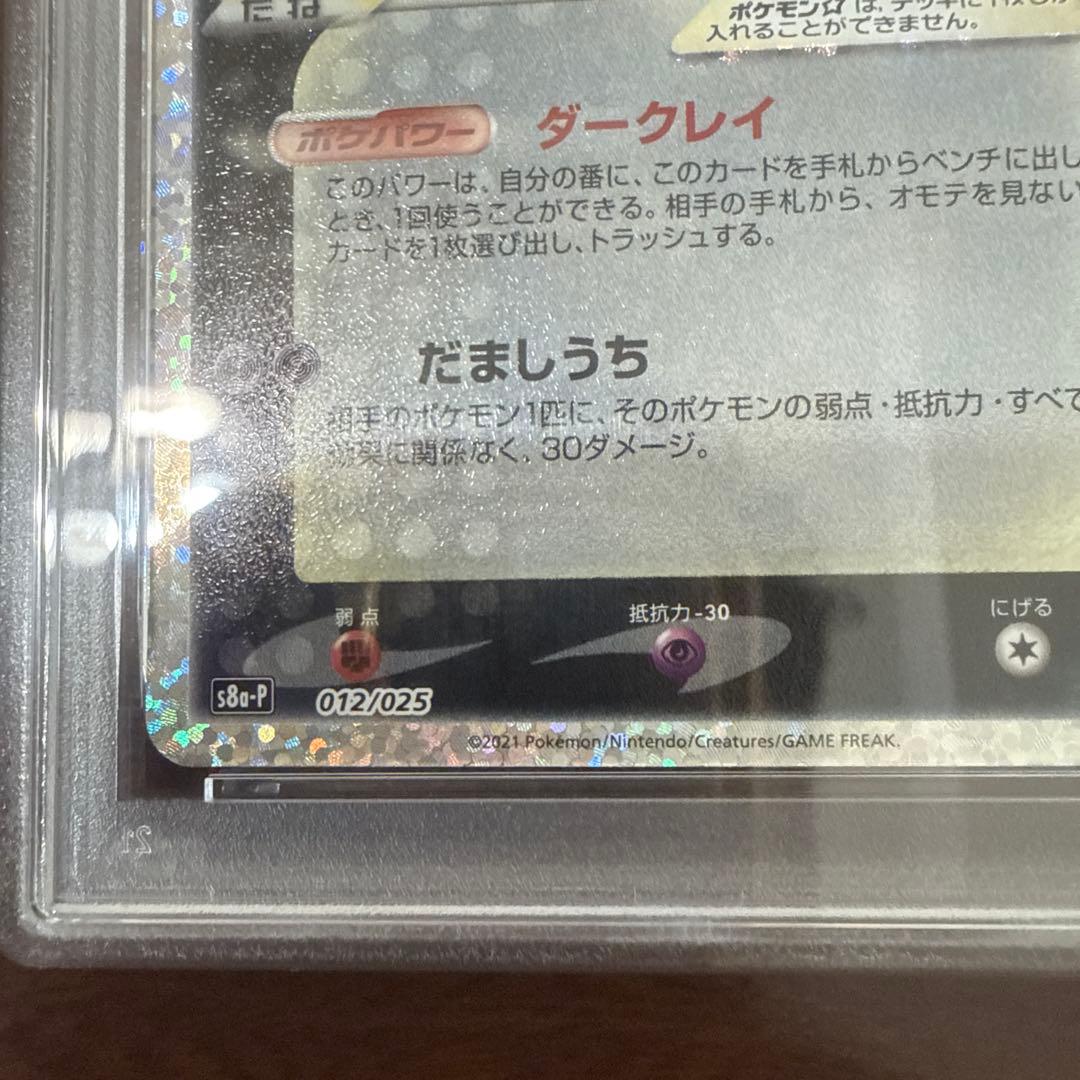 だね
ポケモン☆は、デッキに1枚しか
入れることができません。
ポケパワー ダークレイ
このパワーは、自分の番に、このカードを手札からベンチに出し
とき、1回使うことができる。相手の手札から、オモテを見ない
カードを1枚選び出し、トラッシュする。
だましうち
相手のポケモン1匹に、そのポケモンの弱点・抵抗力・すべて
効果に関係なく、30ダメージ。
弱点 抵抗力 -30 にげる
s8a-P 012/025
©2021 Pokémon/Nintendo/Creatures/GAME FREAK.
21